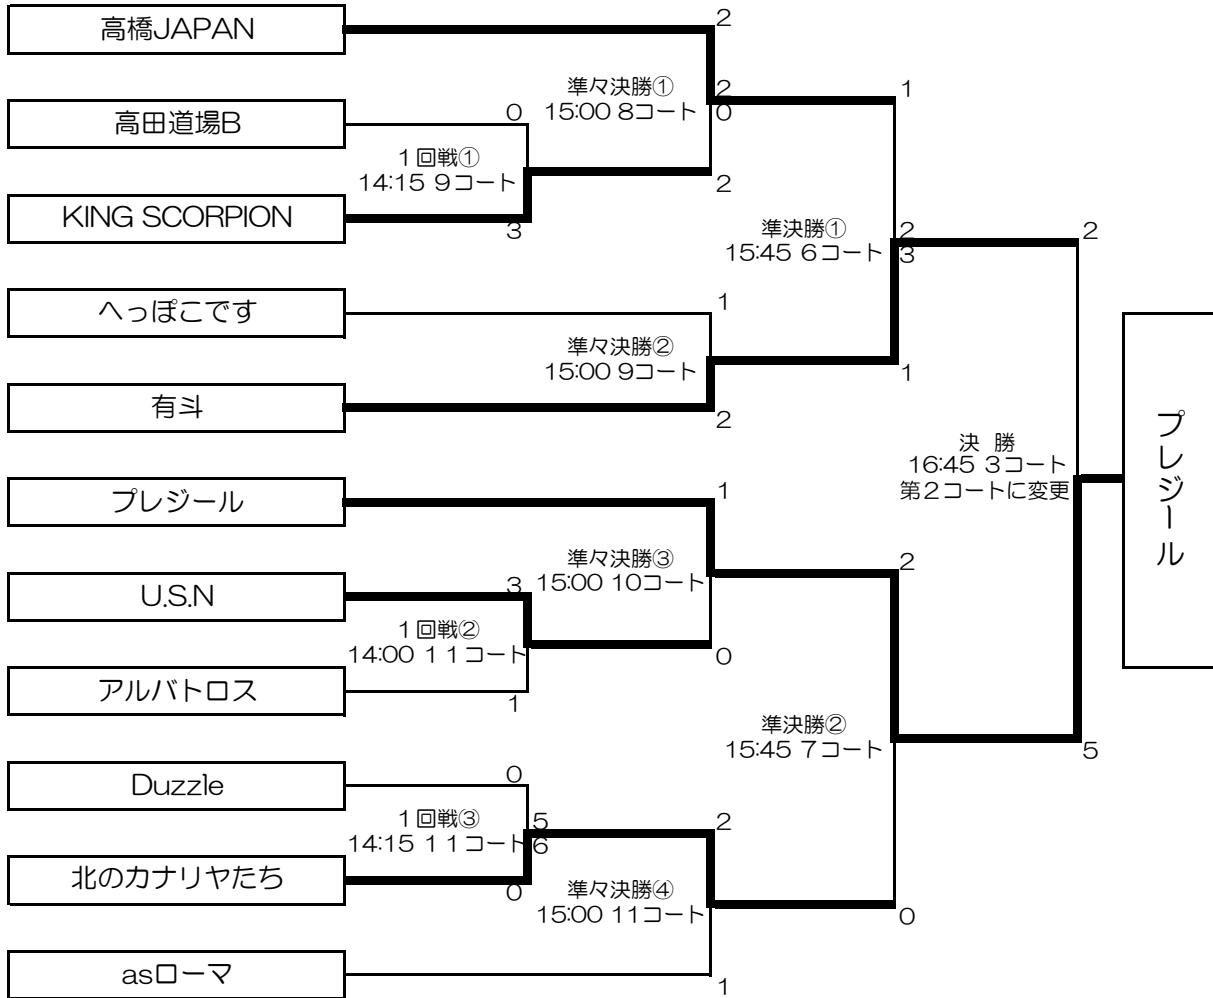 高橋JAPAN
2
準々決勝①
15:00 8コート
2
0
1
高田道場B
0
1回戦①
14:15 9コート
2
KING SCORPION
3
準決勝①
15:45 6コート
2
3
2
へっぽこです
1
準々決勝②
15:00 9コート
1
有斗
2
決 勝
16:45 3コート
第2コートに変更
プレジール
プレジール
1
準々決勝③
15:00 10コート
2
U.S.N
3
1回戦②
14:00 11コート
0
アルバトロス
1
準決勝②
15:45 7コート
5
Duzzle
0
1回戦③
14:15 11コート
5
6
2
北のカナリヤたち
0
準々決勝④
15:00 11コート
0
asローマ
1